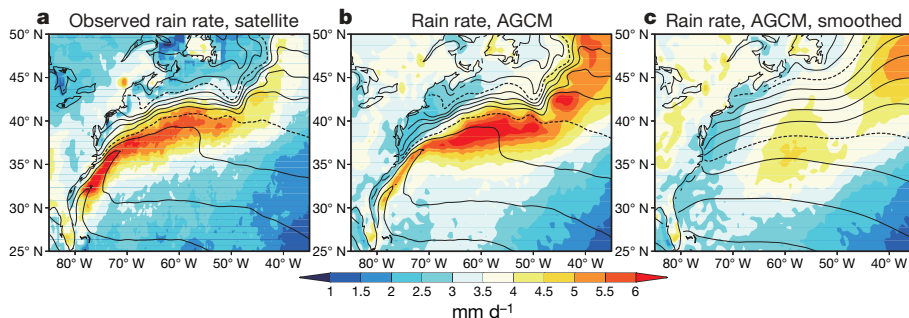 a Observed rain rate, satellite
b Rain rate, AGCM
c Rain rate, AGCM, smoothed
50° N
45° N
40° N
35° N
30° N
25° N
80° W
70° W
60° W
50° W
40 W
50° N
45° N
40° N
35° N
30° N
25° N
80° W
70° W
60° W
50° W
40 W
50° N
45° N
40° N
35° N
30° N
25° N
80° W
70° W
60° W
50° W
40 W
1 1.5 2 2.5 3 3.5 4 4.5 5 5.5 6
mm d⁻¹